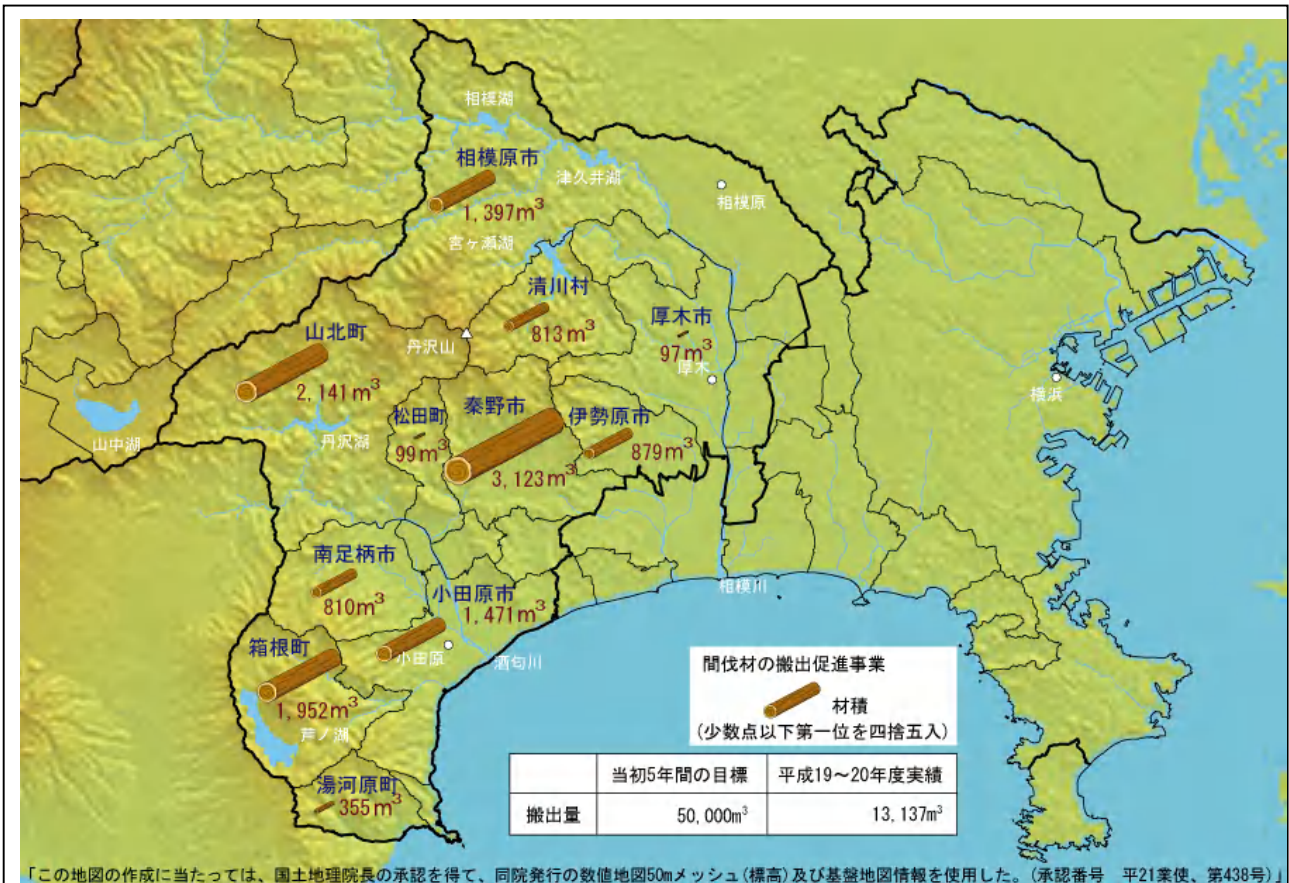 相模湖
相模原市
1,397m³
津久井湖
相模原
宮ヶ瀬湖
清川村
813m³
厚木市
97m³
厚木
山北町
2,141m³
丹沢山
丹沢湖
山中湖
松田町
99m³
秦野市
3,123m³
伊勢原市
879m³
横浜
南足柄市
810m³
小田原市
1,471m³
小田原
酒匂川
相模川
箱根町
1,952m³
芦ノ湖
湯河原町
355m³
間伐材の搬出促進事業
材積
(少数点以下第一位を四捨五入)
当初5年間の目標 平成19～20年度実績
搬出量 50,000m³ 13,137m³
「この地図の作成に当たっては、国土地理院長の承認を得て、同院発行の数値地図50mメッシュ(標高)及び基盤地図情報を使用した。(承認番号 平21業使、第438号)」